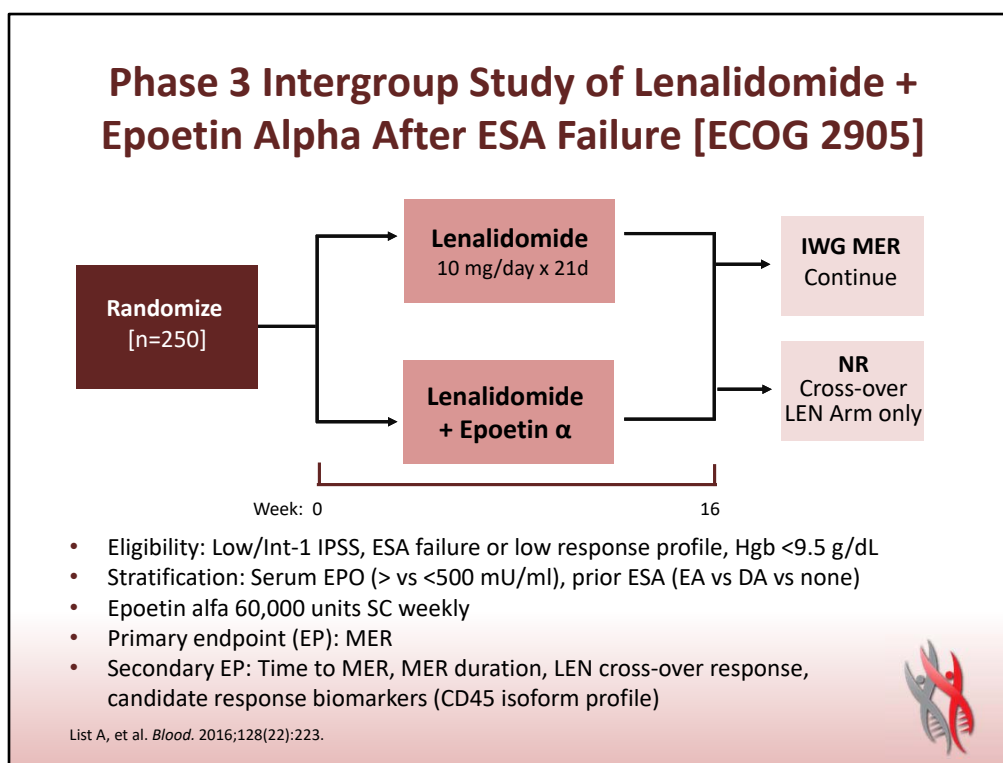 Phase 3 Intergroup Study of Lenalidomide +
Epoetin Alpha After ESA Failure [ECOG 2905]
Randomize
[n=250]
Lenalidomide
10 mg/day x 21d
Lenalidomide
+ Epoetin α
IWG MER
Continue
NR
Cross-over
LEN Arm only
Week: 0
16
• Eligibility: Low/Int-1 IPSS, ESA failure or low response profile, Hgb <9.5 g/dL
• Stratification: Serum EPO (> vs <500 mU/ml), prior ESA (EA vs DA vs none)
• Epoetin alfa 60,000 units SC weekly
• Primary endpoint (EP): MER
• Secondary EP: Time to MER, MER duration, LEN cross-over response,
candidate response biomarkers (CD45 isoform profile)
List A, et al. Blood. 2016;128(22):223.